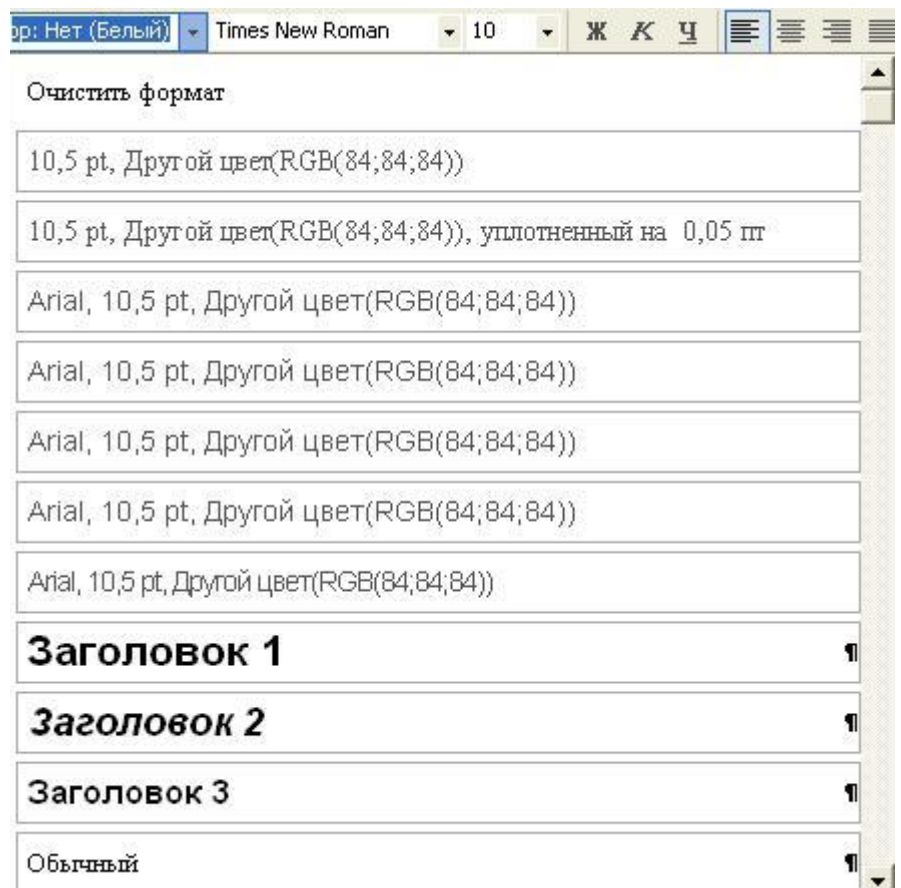 ор: Нет (Белый) Times New Roman 10 Ж К Ч
Очистить формат
10,5 pt, Другой цвет(RGB(84;84;84))
10,5 pt, Другой цвет(RGB(84;84;84)), уплотненный на 0,05 пт
Arial, 10,5 pt, Другой цвет(RGB(84;84;84))
Arial, 10,5 pt, Другой цвет(RGB(84;84;84))
Arial, 10,5 pt, Другой цвет(RGB(84;84;84))
Arial, 10,5 pt, Другой цвет(RGB(84;84;84))
Arial, 10,5 pt, Другой цвет(RGB(84;84;84))
Заголовок 1 ¶
Заголовок 2 ¶
Заголовок 3 ¶
Обычный ¶